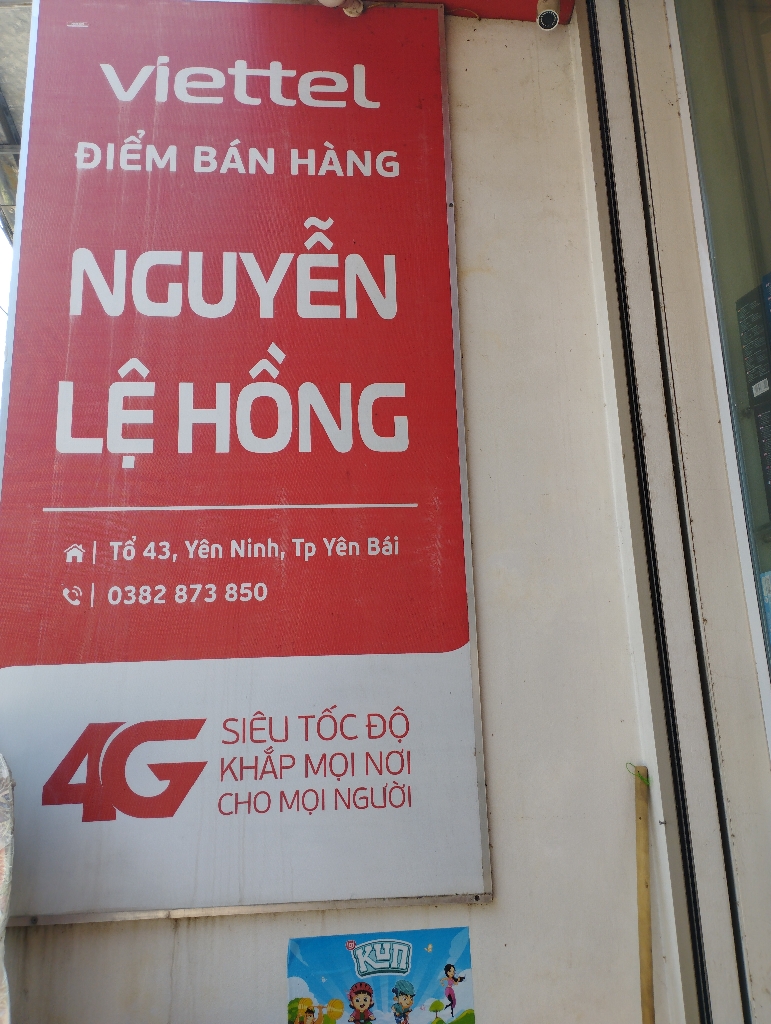 viettel
ĐIỂM BÁN HÀNG
NGUYỄN
LỆ HỒNG
Tổ 43, Yên Ninh, Tp Yên Bái
0382 873 850
4G
SIÊU TỐC ĐỘ
KHẮP MỌI NƠI
CHO MỌI NGƯỜI
KUN